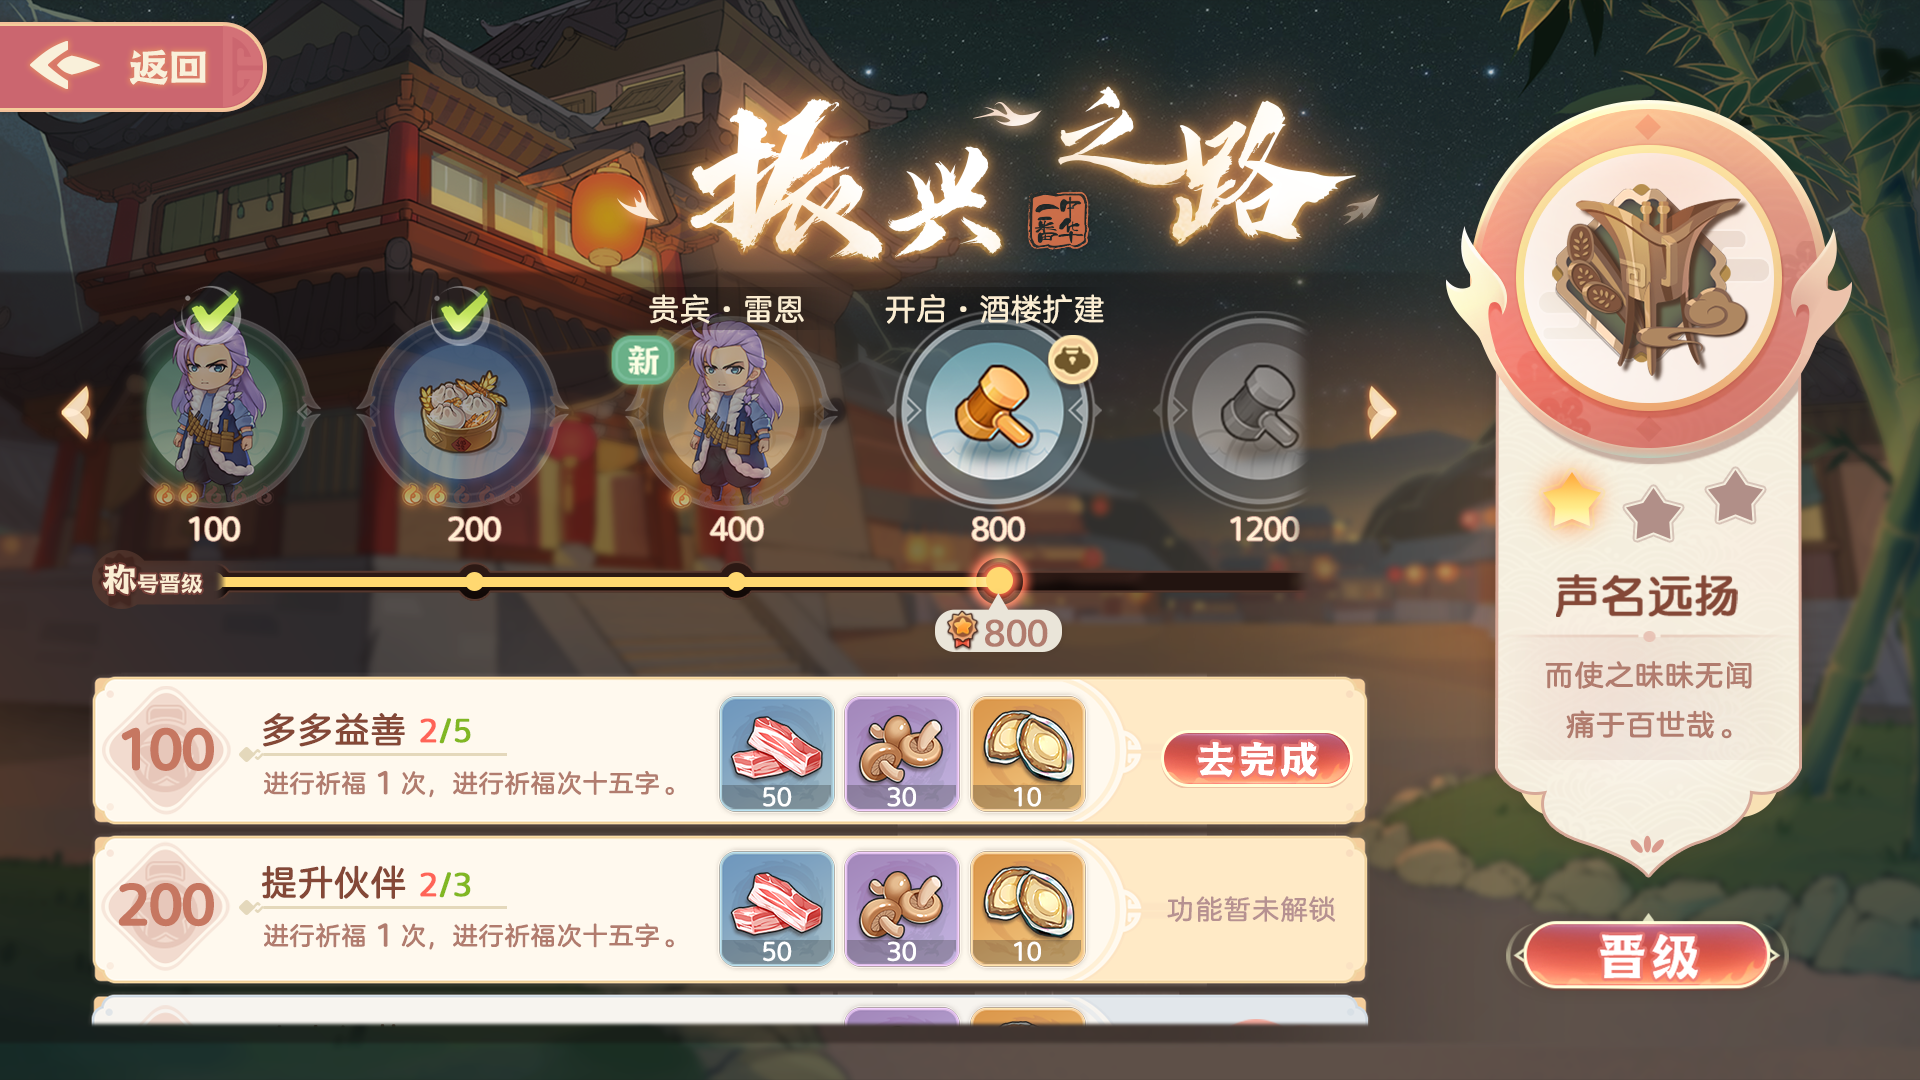 返回
振兴之路
中华一番
贵宾·雷恩
开启·酒楼扩建
新
100
200
400
800
1200
称号晋级
800
100
多多益善 2/5
进行祈福 1 次，进行祈福次十五字。
50
30
10
去完成
200
提升伙伴 2/3
进行祈福 1 次，进行祈福次十五字。
50
30
10
功能暂未解锁
声名远扬
而使之昧昧无闻
痛于百世哉。
晋级